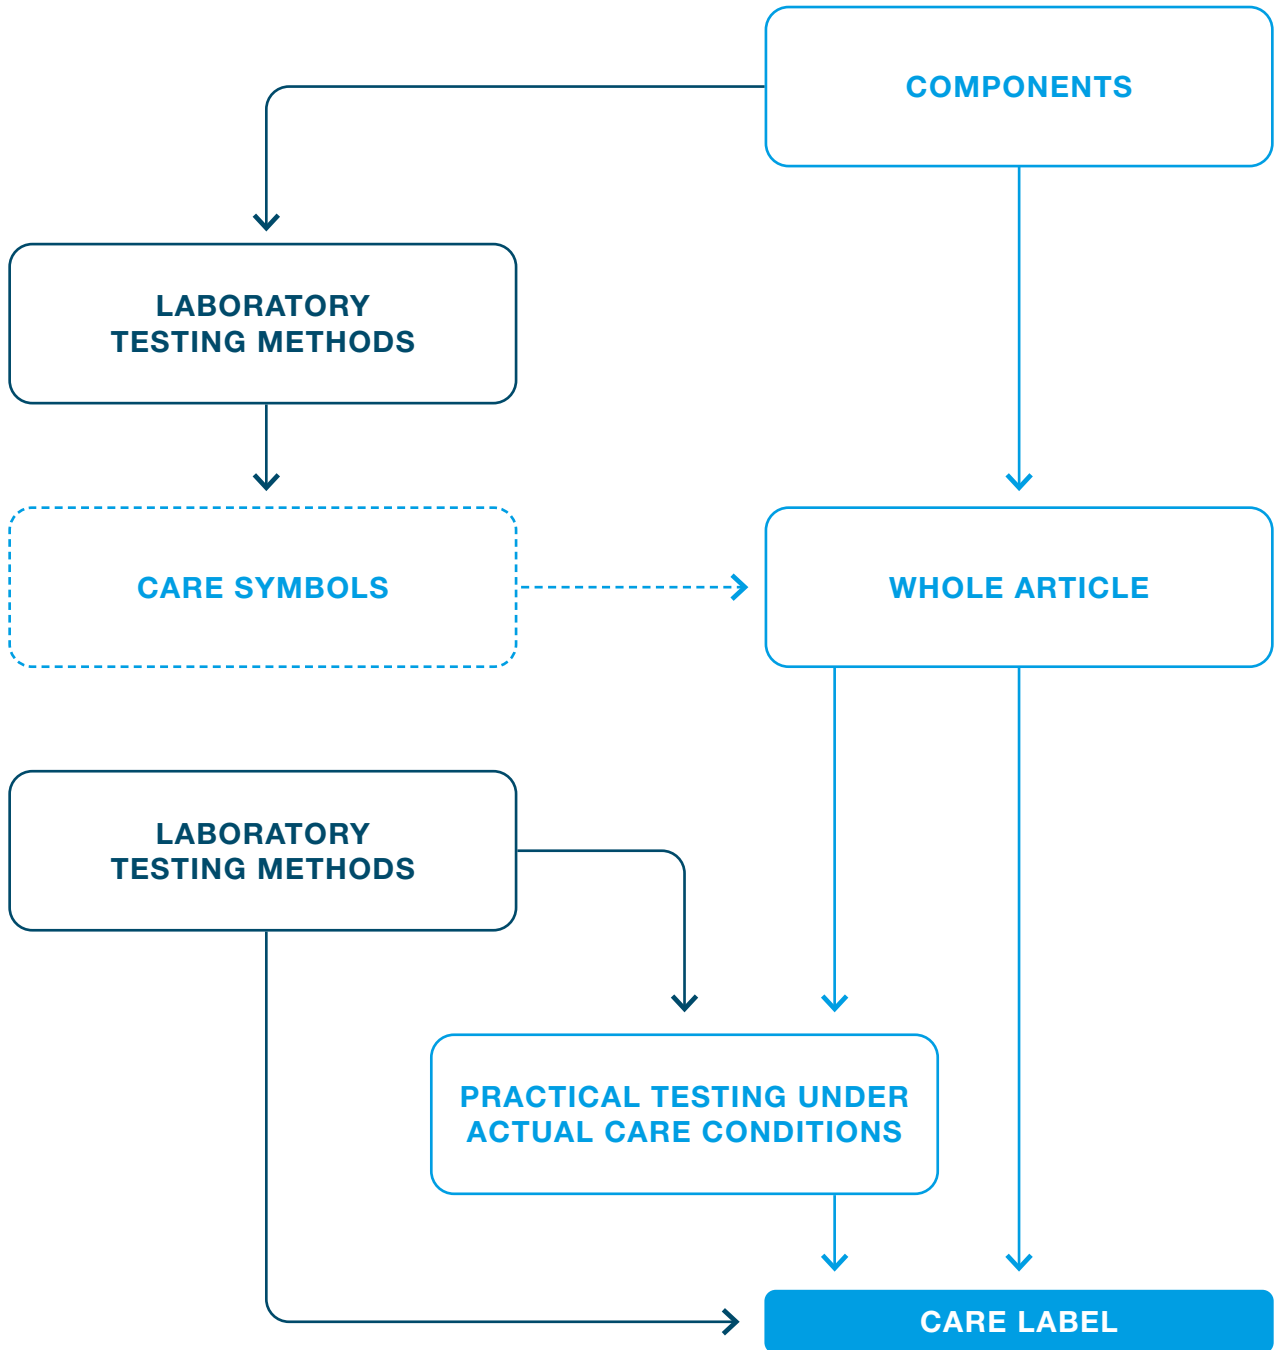 COMPONENTS
LABORATORY
TESTING METHODS
CARE SYMBOLS
WHOLE ARTICLE
LABORATORY
TESTING METHODS
PRACTICAL TESTING UNDER
ACTUAL CARE CONDITIONS
CARE LABEL